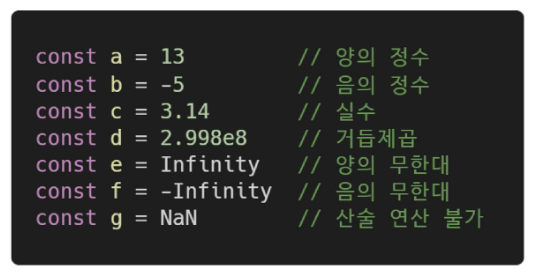 const a = 13 // 양의 정수
const b = -5 // 음의 정수
const c = 3.14 // 실수
const d = 2.998e8 // 거듭제곱
const e = Infinity // 양의 무한대
const f = -Infinity // 음의 무한대
const g = NaN // 산술 연산 불가